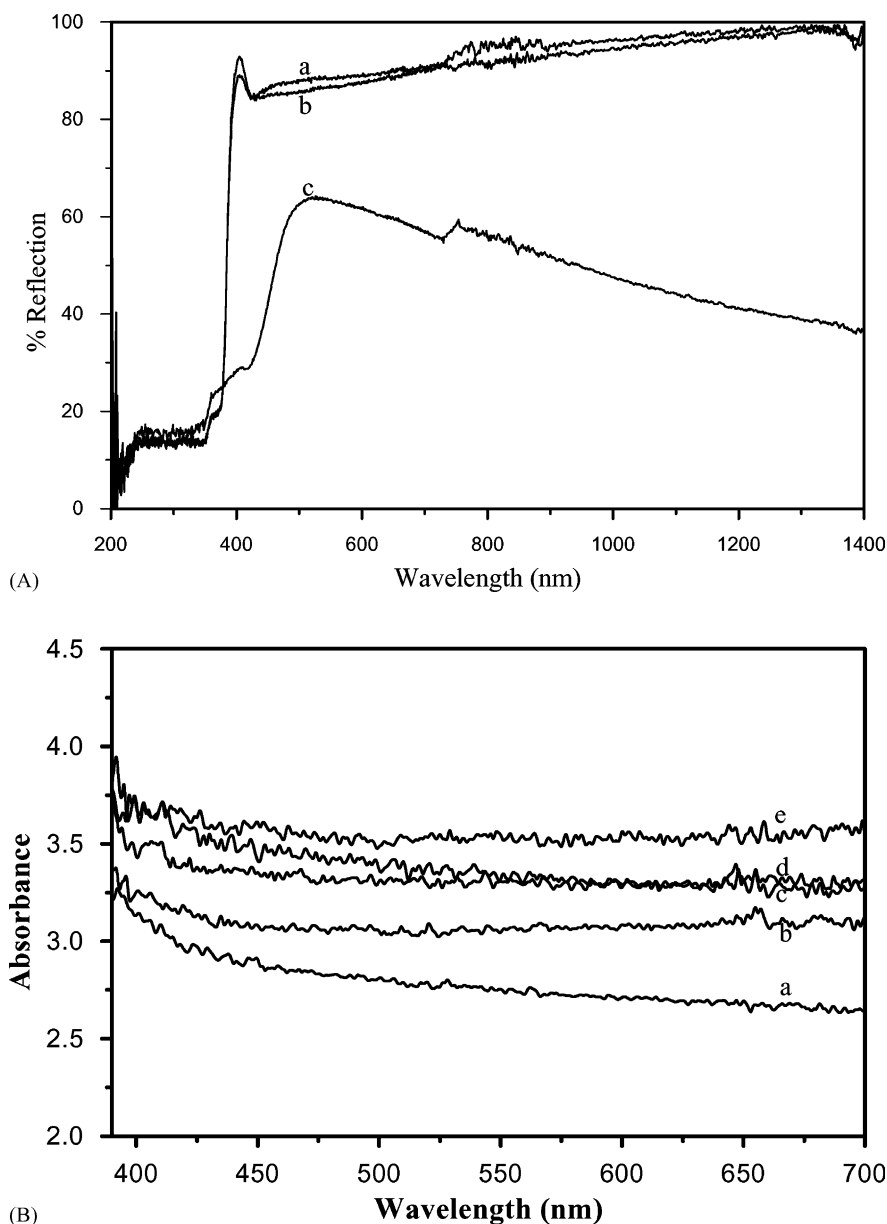 100
80
60
40
20
0
% Reflection
a
b
c
200 400 600 800 1000 1200 1400
Wavelength (nm)
(A)
4.5
4.0
3.5
3.0
2.5
2.0
Absorbance
e
d
c
b
a
400 450 500 550 600 650 700
Wavelength (nm)
(B)